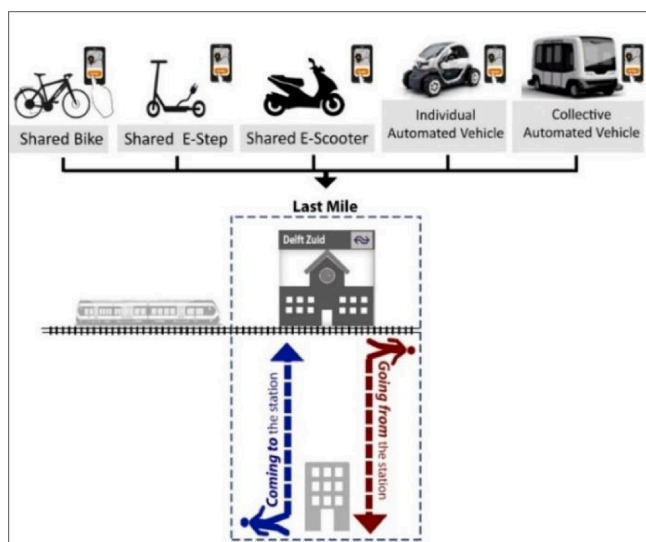 Shared Bike
Shared E-Step
Shared E-Scooter
Individual
Automated Vehicle
Collective
Automated Vehicle
Last Mile
Delft Zuid
Coming to the station
Going from the station